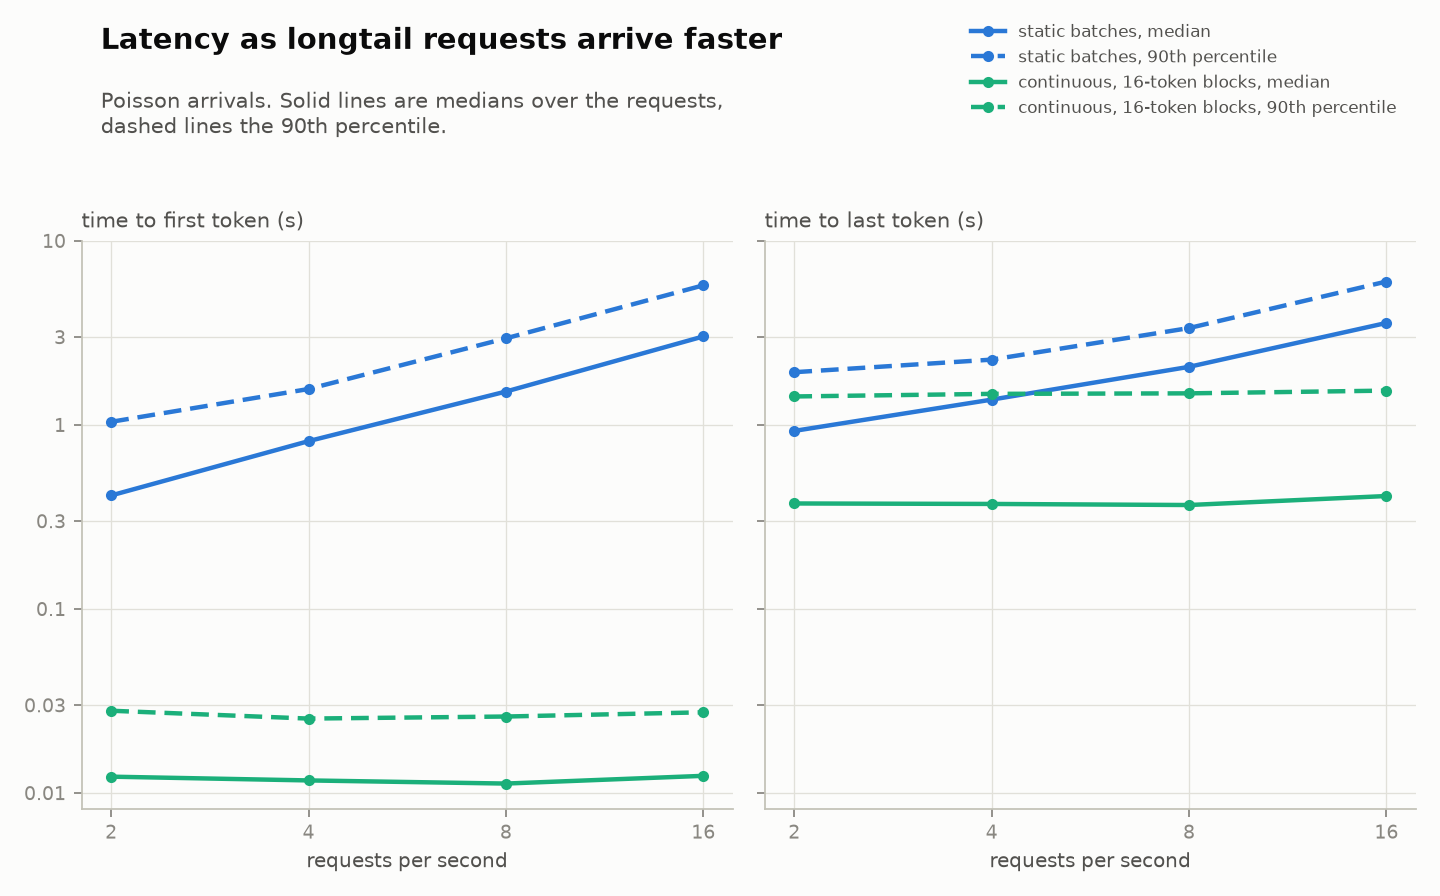 Latency as longtail requests arrive faster
Poisson arrivals. Solid lines are medians over the requests,
dashed lines the 90th percentile.
static batches, median
static batches, 90th percentile
continuous, 16-token blocks, median
continuous, 16-token blocks, 90th percentile
time to first token (s)
10
3
1
0.3
0.1
0.03
0.01
2 4 8 16
requests per second
time to last token (s)
2 4 8 16
requests per second